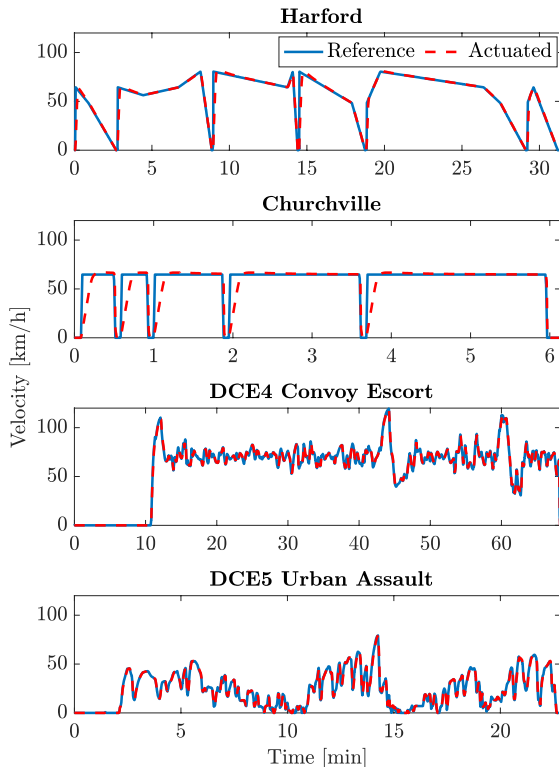 Harford
Reference Actuated
100
50
0
0 5 10 15 20 25 30
Churchville
100
50
0
0 1 2 3 4 5 6
DCE4 Convoy Escort
100
50
0
0 10 20 30 40 50 60
DCE5 Urban Assault
100
50
0
0 5 10 15 20
Time [min]
Velocity [km/h]